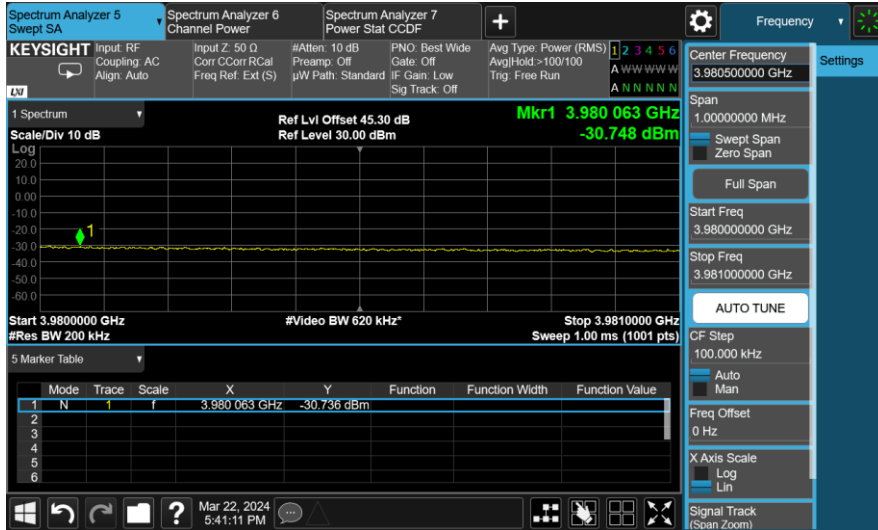 Spectrum Analyzer 5
Swept SA
Spectrum Analyzer 6
Channel Power
Spectrum Analyzer 7
Power Stat CCDF
+
Frequency
KEYSIGHT
LXI
Input: RF
Coupling: AC
Align: Auto
Input Z: 50 Ω
Corr CCorr RCal
Freq Ref: Ext (S)
#Atten: 10 dB
Preamp: Off
µW Path: Standard
PNO: Best Wide
Gate: Off
IF Gain: Low
Sig Track: Off
Avg Type: Power (RMS)
Avg|Hold:>100/100
Trig: Free Run
1 2 3 4 5 6
A W W W W W
A N N N N N
1 Spectrum
Scale/Div 10 dB
Ref Lvl Offset 45.30 dB
Ref Level 30.00 dBm
Mkr1 3.980 063 GHz
-30.748 dBm
Log
20.0
10.0
0.00
-10.0
-20.0
-30.0
-40.0
-50.0
-60.0
1
Start 3.9800000 GHz
#Res BW 200 kHz
#Video BW 620 kHz*
Stop 3.9810000 GHz
Sweep 1.00 ms (1001 pts)
5 Marker Table
Mode Trace Scale X Y Function Function Width Function Value
1 N 1 f 3.980 063 GHz -30.736 dBm
2
3
4
5
6
?
Mar 22, 2024
5:41:11 PM
Center Frequency
3.980500000 GHz
Span
1.00000000 MHz
Swept Span
Zero Span
Full Span
Start Freq
3.980000000 GHz
Stop Freq
3.981000000 GHz
AUTO TUNE
CF Step
100.000 kHz
Auto
Man
Freq Offset
0 Hz
X Axis Scale
Log
Lin
Signal Track
(Span Zoom)
Settings